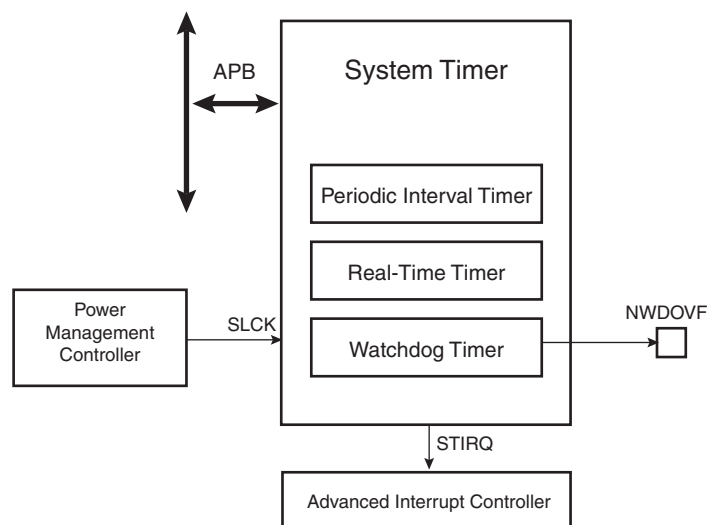 APB
System Timer
Periodic Interval Timer
Real-Time Timer
Power
Management
Controller
SLCK
Watchdog Timer
NWDOVF
STIRQ
Advanced Interrupt Controller